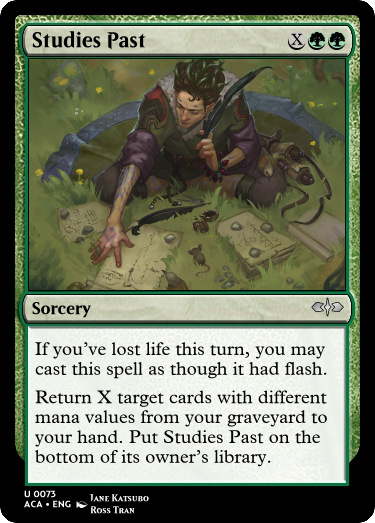 Studies Past X
Sorcery
If you've lost life this turn, you may
cast this spell as though it had flash.
Return X target cards with different
mana values from your graveyard to
your hand. Put Studies Past on the
bottom of its owner's library.
U 0073
ACA • ENG Jane Katsubo
Ross Tran